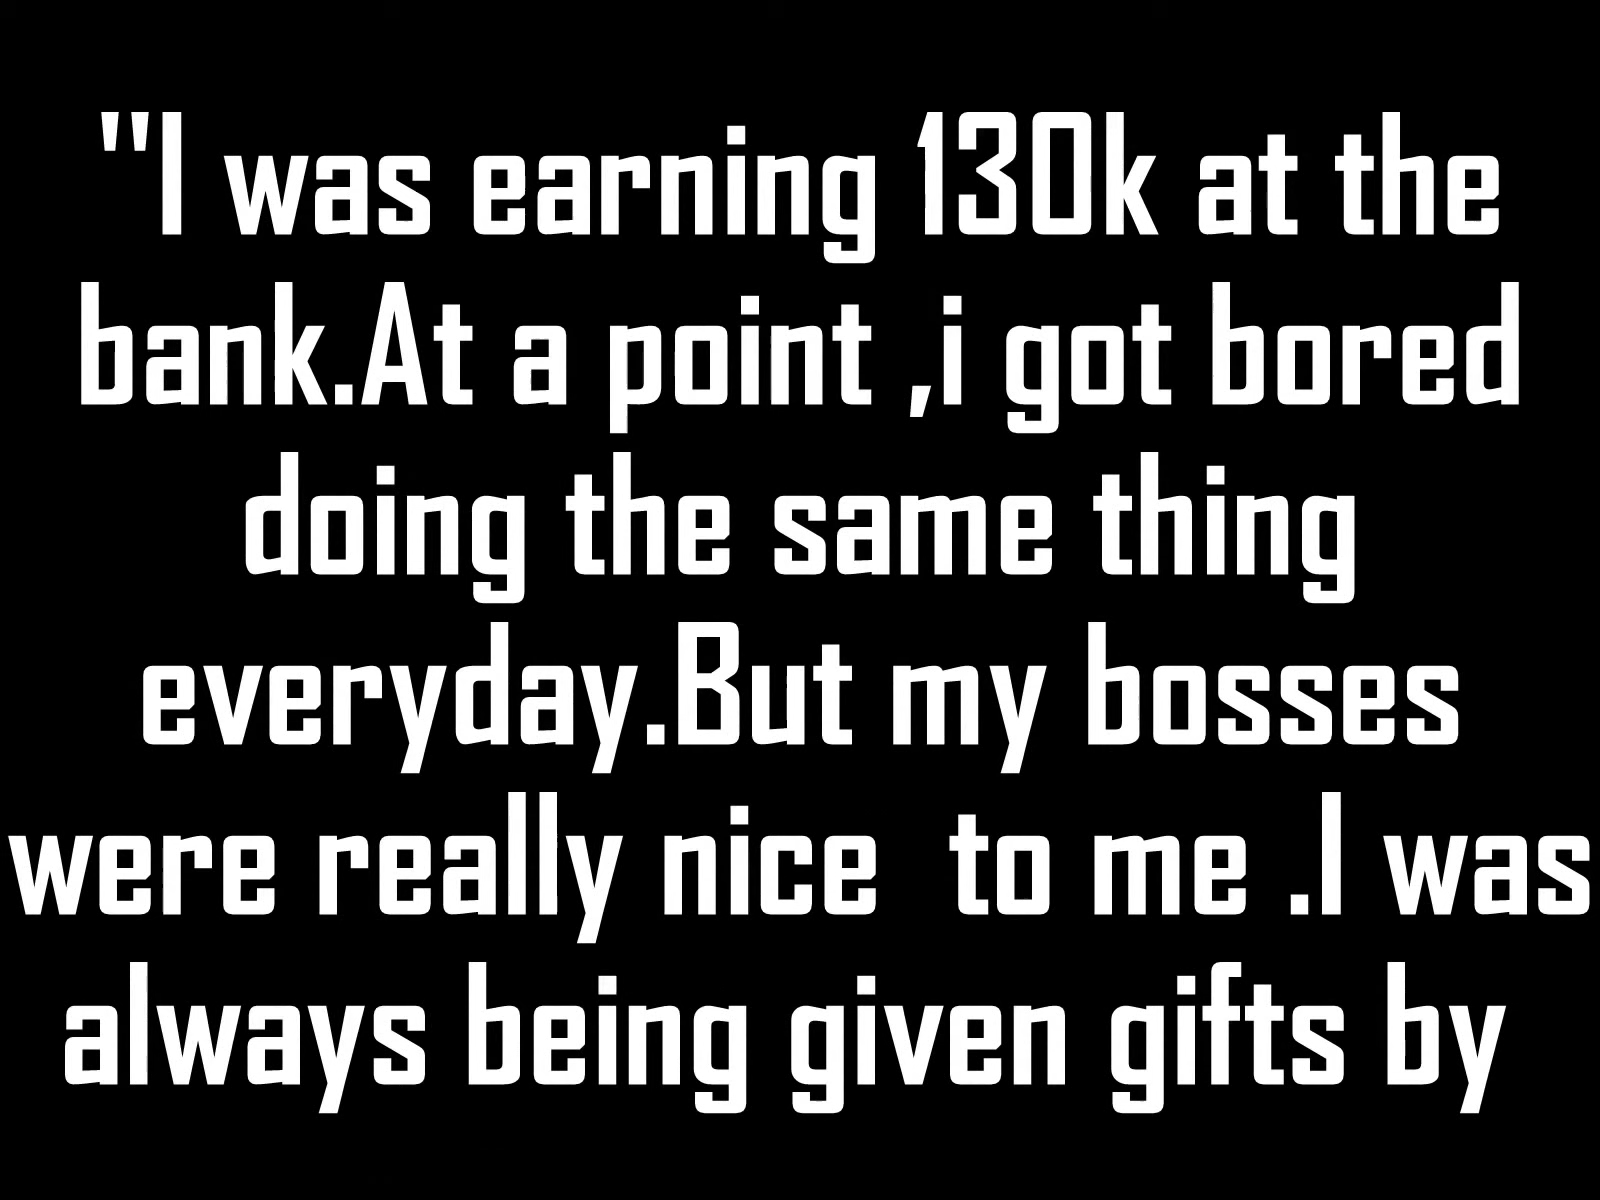 "I was earning 130k at the
bank.At a point ,i got bored
doing the same thing
everyday.But my bosses
were really nice  to me .I was
always being given gifts by